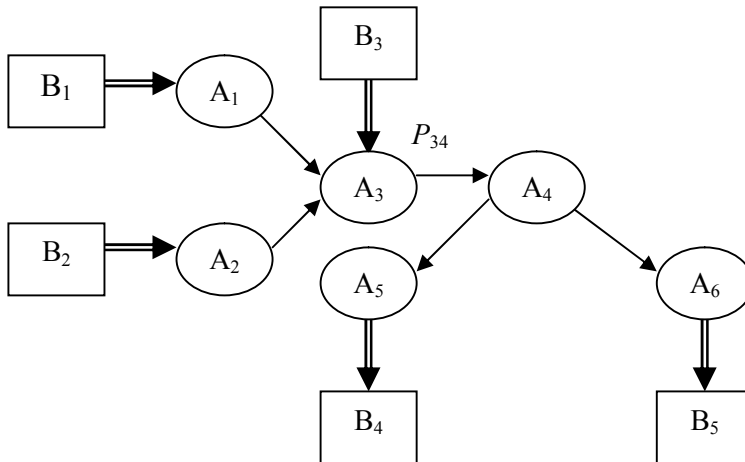 B₃
B₁
A₁
P₃₄
A₃
A₄
B₂
A₂
A₅
A₆
B₄
B₅